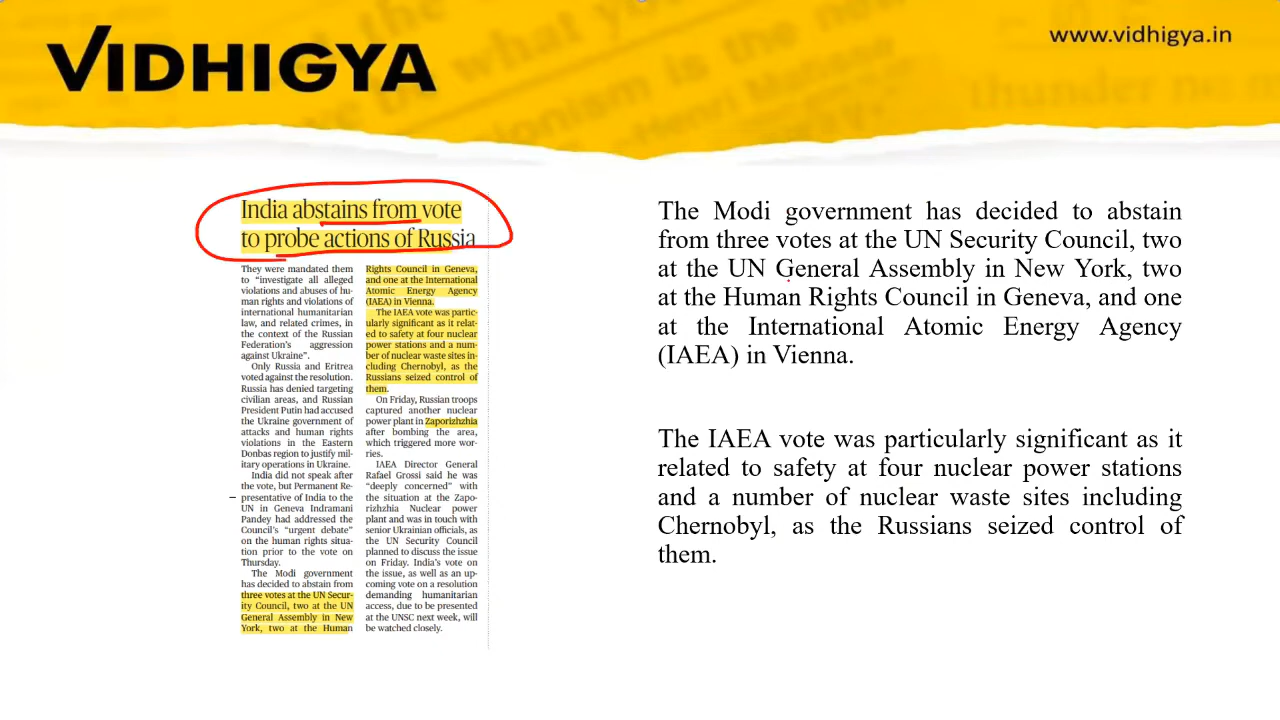 VIDHIGYA
www.vidhigya.in
India abstains from vote
to probe actions of Russia
They were mandated them
to “investigate all alleged
violations and abuses of hu-
man rights and violations of
international humanitarian
law, and related crimes, in
the context of the Russian
Federation’s aggression
against Ukraine”.
Only Russia and Eritrea
voted against the resolution.
Russia has denied targeting
civilian areas, and Russian
President Putin had accused
the Ukraine government of
attacks and human rights
violations in the Eastern
Donbas region to justify mil-
itary operations in Ukraine.
India did not speak after
the vote, but Permanent Re-
presentative of India to the
UN in Geneva Indramani
Pandey had addressed the
Council’s “urgent debate”
on the human rights situa-
tion prior to the vote on
Thursday.
The Modi government
has decided to abstain from
three votes at the UN Secur-
ity Council, two at the UN
General Assembly in New
York, two at the Human
Rights Council in Geneva,
and one at the International
Atomic Energy Agency
(IAEA) in Vienna.
The IAEA vote was partic-
ularly significant as it relat-
ed to safety at four nuclear
power stations and a num-
ber of nuclear waste sites in-
cluding Chernobyl, as the
Russians seized control of
them.
On Friday, Russian troops
captured another nuclear
power plant in Zaporizhzhia
after bombing the area,
which triggered more wor-
ries.
IAEA Director General
Rafael Grossi said he was
“deeply concerned” with
the situation at the Zapo-
rizhzhia Nuclear power
plant and was in touch with
senior Ukrainian officials, as
the UN Security Council
planned to discuss the issue
on Friday. India’s vote on
the issue, as well as an up-
coming vote on a resolution
demanding humanitarian
access, due to be presented
at the UNSC next week, will
be watched closely.
The Modi government has decided to abstain
from three votes at the UN Security Council, two
at the UN General Assembly in New York, two
at the Human Rights Council in Geneva, and one
at the International Atomic Energy Agency
(IAEA) in Vienna.
The IAEA vote was particularly significant as it
related to safety at four nuclear power stations
and a number of nuclear waste sites including
Chernobyl, as the Russians seized control of
them.